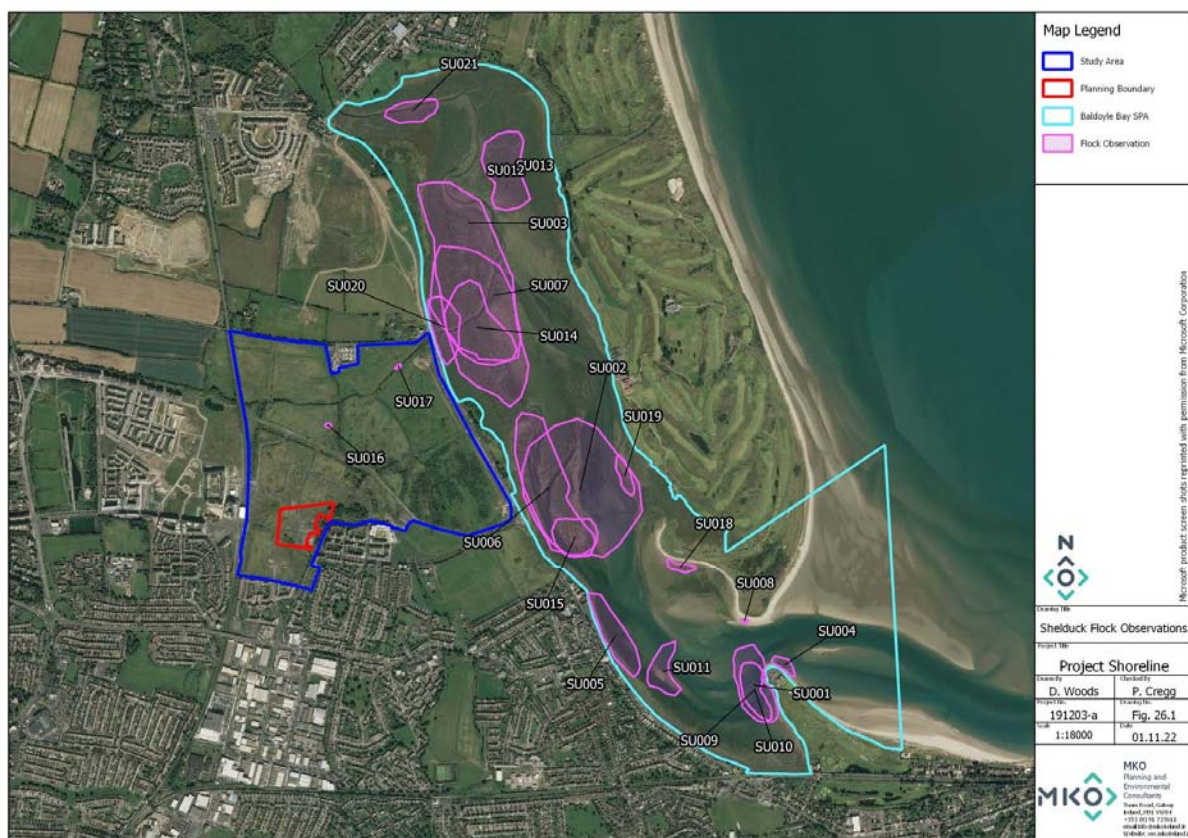 SU021
SU013
SU012
SU003
SU007
SU020
SU014
SU002
SU017
SU019
SU016
SU006
SU018
SU008
SU015
SU004
SU011
SU005
SU001
SU009
SU010
Map Legend
Study Area
Planning Boundary
Baldoyle Bay SPA
Flock Observation
Microsoft product screen shots reprinted with permission from Microsoft Corporation
N
Drawing Title
Shelduck Flock Observations
Project Title
Project Shoreline
Drawn By
Checked By
D. Woods
P. Cregg
Project No.
Drawing No.
191203-a
Fig. 26.1
Scale
Date
1:18000
01.11.22
MKO
MKO
Planning and
Environmental
Consultants
Tuam Road, Galway